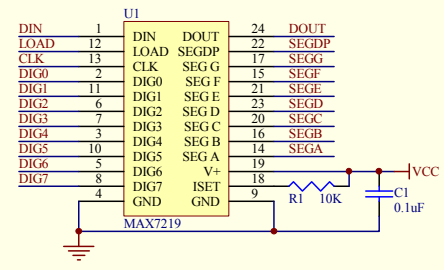 U1
DIN 1 DIN DOUT 24 DOUT
LOAD 12 LOAD SEGDP 22 SEGDP
CLK 13 CLK SEG G 17 SEGG
DIG0 2 DIG0 SEG F 15 SEGF
DIG1 11 DIG1 SEG E 21 SEGE
DIG2 6 DIG2 SEG D 23 SEGD
DIG3 7 DIG3 SEG C 20 SEGC
DIG4 3 DIG4 SEG B 16 SEGB
DIG5 10 DIG5 SEG A 14 SEGA
DIG6 5 DIG6 V+ 19 VCC
DIG7 8 DIG7 ISET 18 R1 10K C1
4 GND GND 9 0.1uF
MAX7219